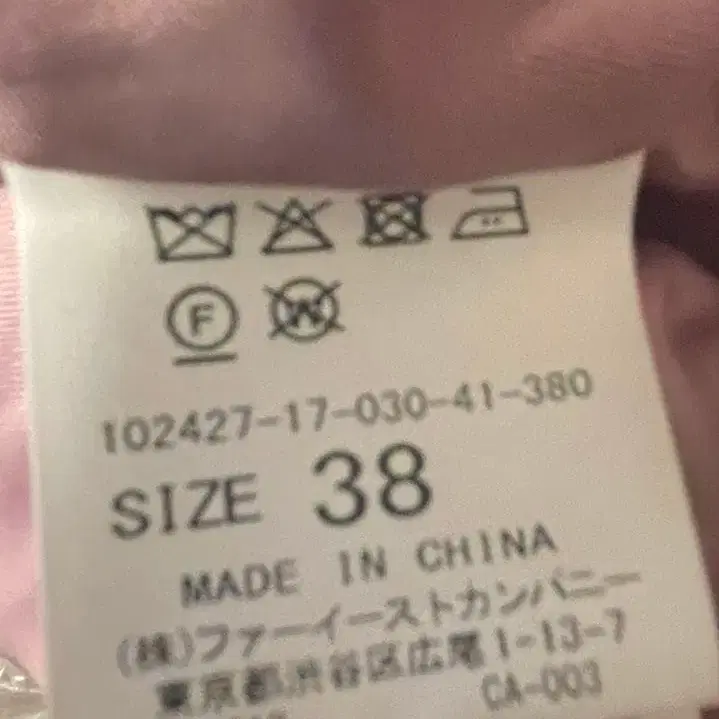 F W
102427-17-030-41-380
SIZE 38
MADE IN CHINA
(株)ファーイーストカンパニー
東京都渋谷区広尾1-13-7
CA-003